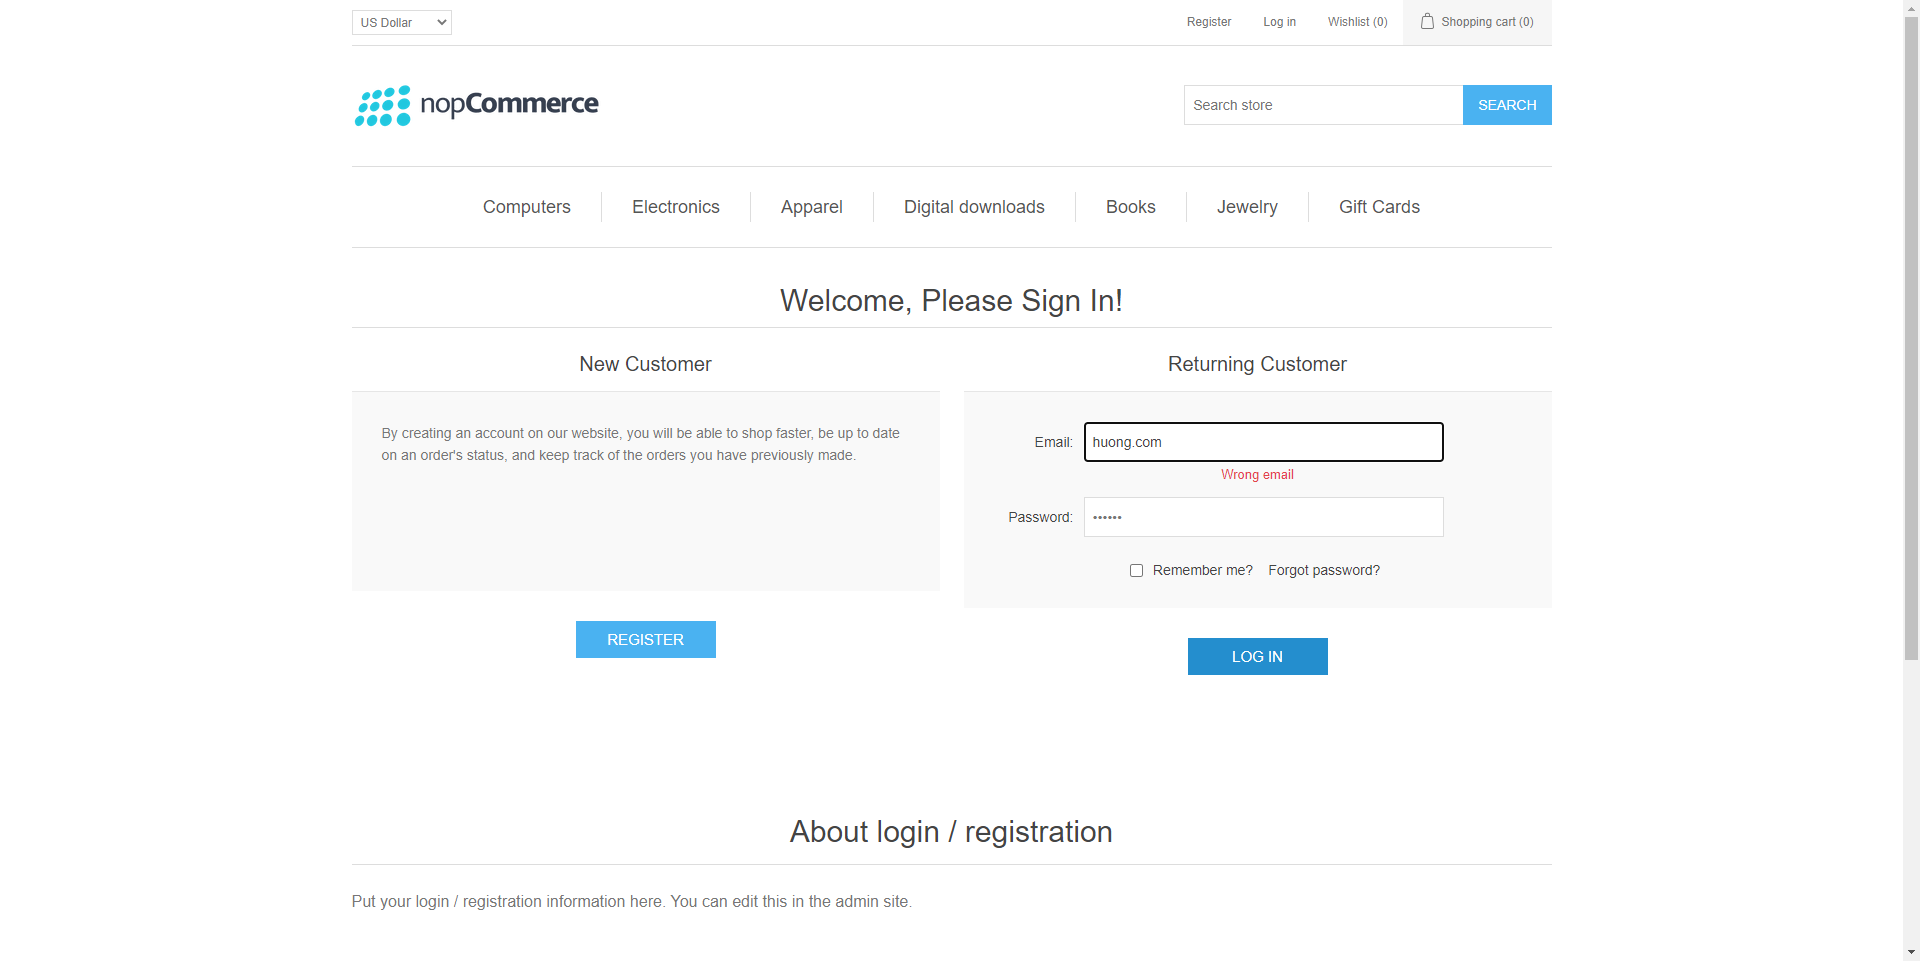 US Dollar
Register
Log in
Wishlist (0)
Shopping cart (0)
nopCommerce
Search store
SEARCH
Computers
Electronics
Apparel
Digital downloads
Books
Jewelry
Gift Cards
Welcome, Please Sign In!
New Customer
By creating an account on our website, you will be able to shop faster, be up to date
on an order's status, and keep track of the orders you have previously made.
REGISTER
Returning Customer
Email:
huong.com
Wrong email
Password:
••••••
Remember me?
Forgot password?
LOG IN
About login / registration
Put your login / registration information here. You can edit this in the admin site.